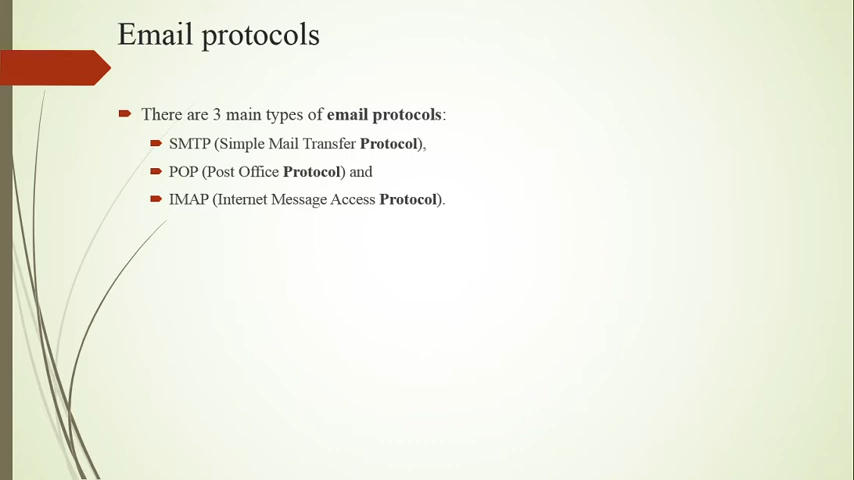 Email protocols
There are 3 main types of email protocols:
SMTP (Simple Mail Transfer Protocol),
POP (Post Office Protocol) and
IMAP (Internet Message Access Protocol).